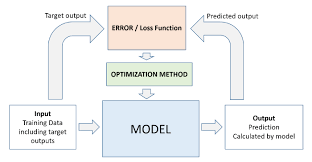 Target output
Predicted output
ERROR / Loss Function
OPTIMIZATION METHOD
Input
Training Data
including target
outputs
MODEL
Output
Prediction
Calculated by model